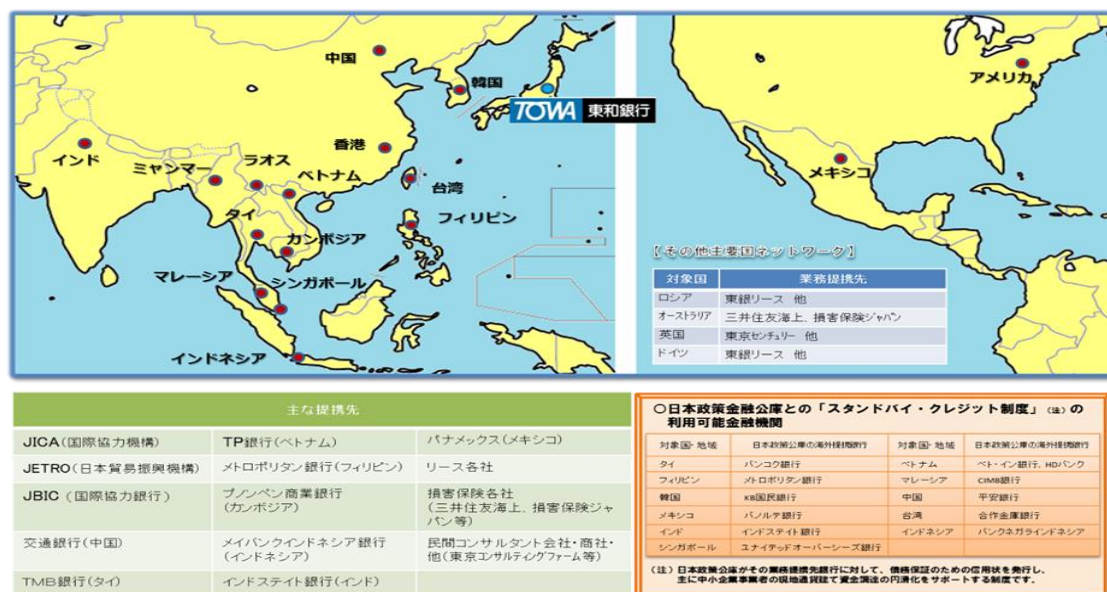 中国
韓国
TOWA 東和銀行
香港
インド
ミャンマー
ラオス
ベトナム
台湾
タイ
フィリピン
カンボジア
マレーシア
シンガポール
インドネシア
アメリカ
メキシコ
【その他主要国ネットワーク】
対象国 業務提携先
ロシア 東銀リース 他
オーストラリア 三井住友海上、損害保険ジャパン
英国 東京センチュリー 他
ドイツ 東銀リース 他
主な提携先
JICA(国際協力機構) TP銀行(ベトナム) パナメックス(メキシコ)
JETRO(日本貿易振興機構) メトロポリタン銀行(フィリピン) リース各社
JBIC (国際協力銀行) プノンペン商業銀行 損害保険各社
(カンボジア) (三井住友海上、損害保険ジャ
パン等)
交通銀行(中国) メイバンクインドネシア銀行 民間コンサルタント会社・商社・
(インドネシア) 他(東京コンサルティングファーム等)
TMB銀行(タイ) インドステイト銀行(インド)
○日本政策金融公庫との「スタンドバイ・クレジット制度」(注)の
利用可能金融機関
対象国・地域 日本政策公庫の海外提携銀行 対象国・地域 日本政策公庫の海外提携銀行
タイ バンコク銀行 ベトナム ベト・イン銀行、HDバンク
フィリピン メトロポリタン銀行 マレーシア CIMB銀行
韓国 KB国民銀行 中国 平安銀行
メキシコ バノルテ銀行 台湾 合作金庫銀行
インド インドステイト銀行 インドネシア バンクネガラインドネシア
シンガポール ユナイテッドオーバーシーズ銀行
(注)日本政策公庫がその業務提携先銀行に対して、債務保証のための信用状を発行し、
主に中小企業事業者の現地通貨建て資金調達の円滑化をサポートする制度です。